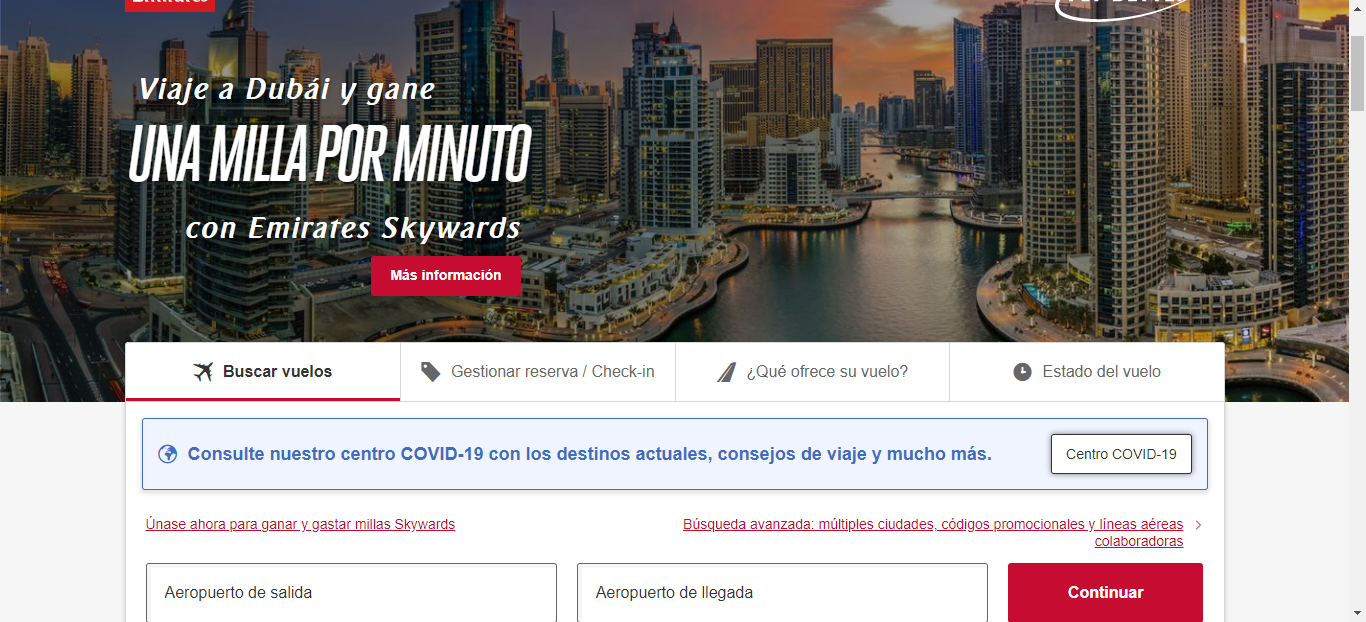 Emirates
FLY BETTER
Viaje a Dubái y gane
UNA MILLA POR MINUTO
con Emirates Skywards
Más información
Buscar vuelos
Gestionar reserva / Check-in
¿Qué ofrece su vuelo?
Estado del vuelo
Consulte nuestro centro COVID-19 con los destinos actuales, consejos de viaje y mucho más.
Centro COVID-19
Únase ahora para ganar y gastar millas Skywards
Búsqueda avanzada: múltiples ciudades, códigos promocionales y líneas aéreas
colaboradoras
Aeropuerto de salida
Aeropuerto de llegada
Continuar